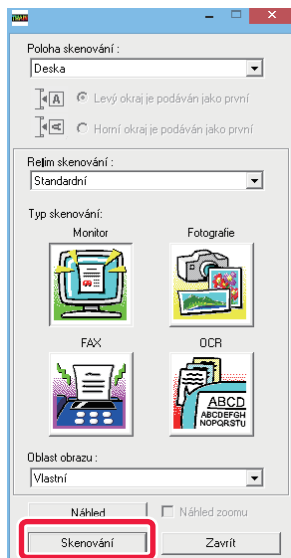 Poloha skenování :
Deska
A
Levý okraj je podáván jako první
A
Horní okraj je podáván jako první
Režim skenování :
Standardní
Typ skenování:
Monitor
Fotografie
FAX
OCR
ABCD
ABCDEFGH
NOPQRSTU
Oblast obrazu :
Vlastní
Náhled
Náhled zoomu
Skenování
Zavrít